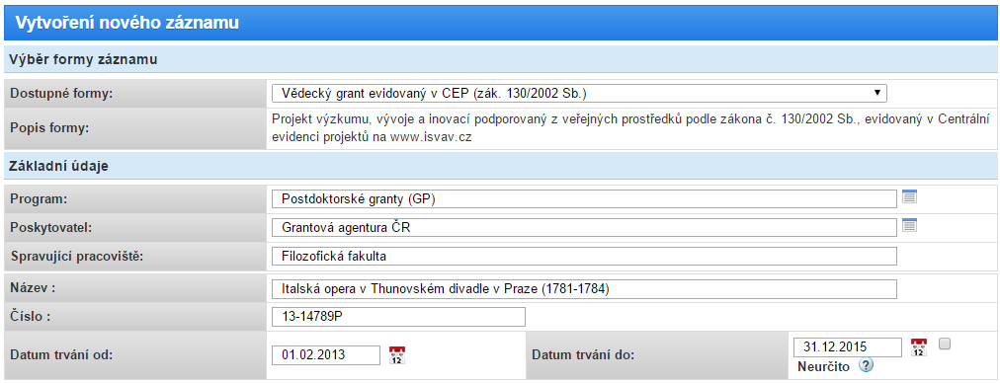 Vytvoření nového záznamu
Výběr formy záznamu
Dostupné formy: Vědecký grant evidovaný v CEP (zák. 130/2002 Sb.)
Popis formy: Projekt výzkumu, vývoje a inovací podporovaný z veřejných prostředků podle zákona č. 130/2002 Sb., evidovaný v Centrální
evidenci projektů na www.isvav.cz
Základní údaje
Program: Postdoktorské granty (GP)
Poskytovatel: Grantová agentura ČR
Spravující pracoviště: Filozofická fakulta
Název : Italská opera v Thunovském divadle v Praze (1781-1784)
Číslo : 13-14789P
Datum trvání od: 01.02.2013 12 Datum trvání do: 31.12.2015 12
Neurčito ?